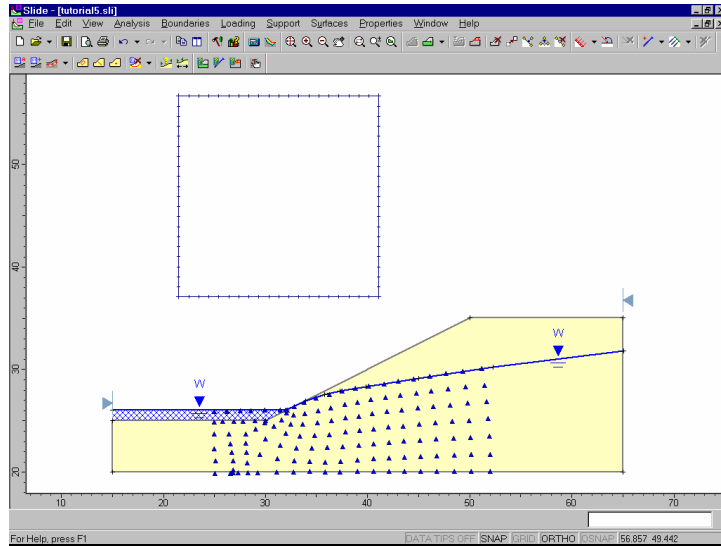 Slide - [tutorial5.sli]
File Edit View Analysis Boundaries Loading Support Surfaces Properties Window Help
50
40
30
20
W
W
10 20 30 40 50 60 70
For Help, press F1 DATA TIPS OFF SNAP GRID ORTHO OSNAP 56.857 49.442